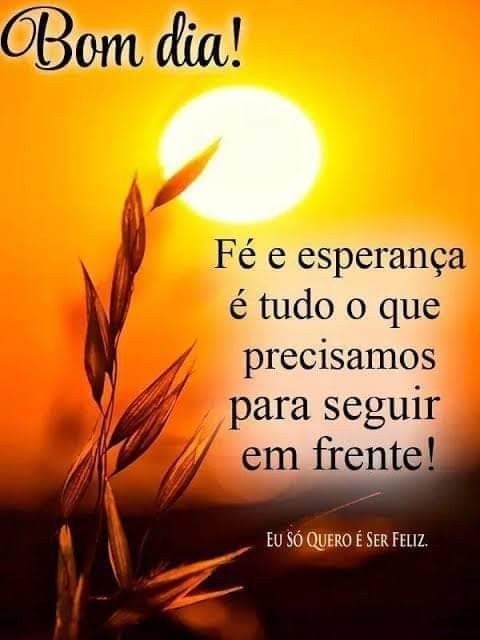 Bom dia!
Fé e esperança
é tudo o que
precisamos
para seguir
em frente!
Eu Só Quero é Ser Feliz.